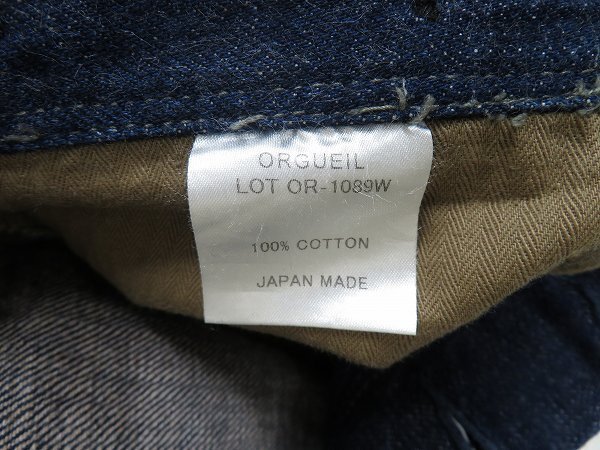 ORGUEIL
LOT OR-1089W
100% COTTON
JAPAN MADE